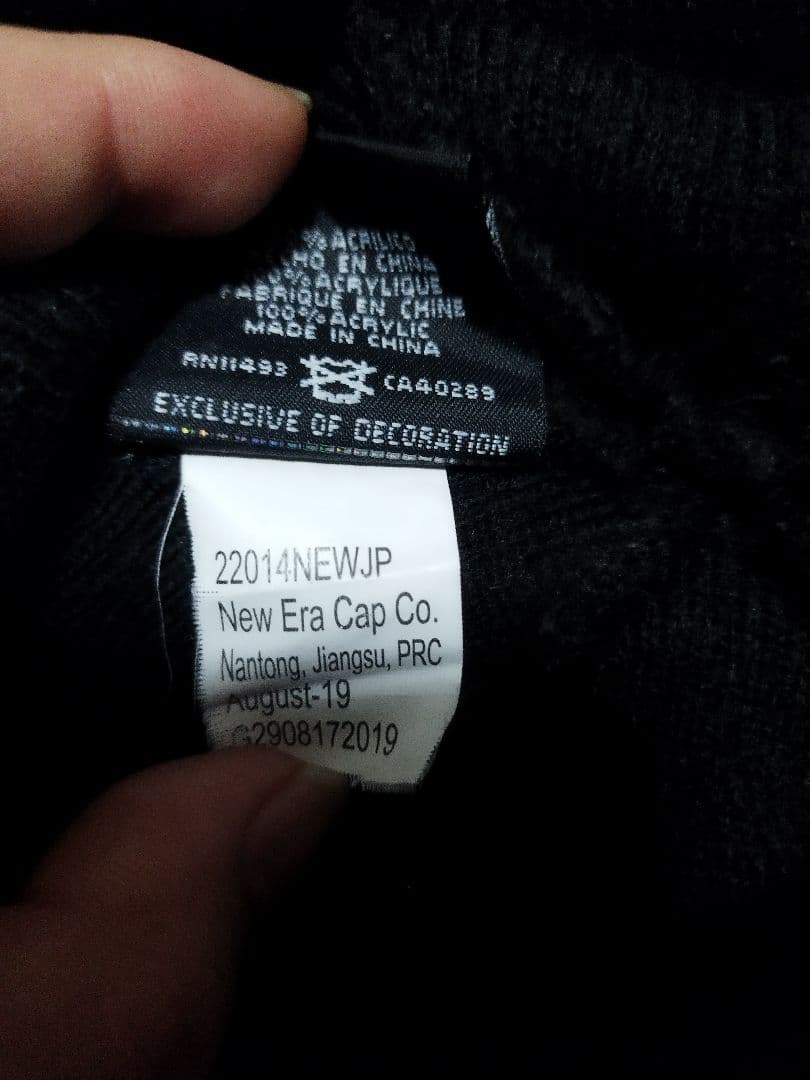 ACRILICO
EN CHINA
ACRYLIQUE
FABRIQUE EN CHINE
100% ACRYLIC
MADE IN CHINA
RN11493 CA40289
EXCLUSIVE OF DECORATION
22014NEWJP
New Era Cap Co.
Nantong, Jiangsu, PRC
August-19
G2908172019